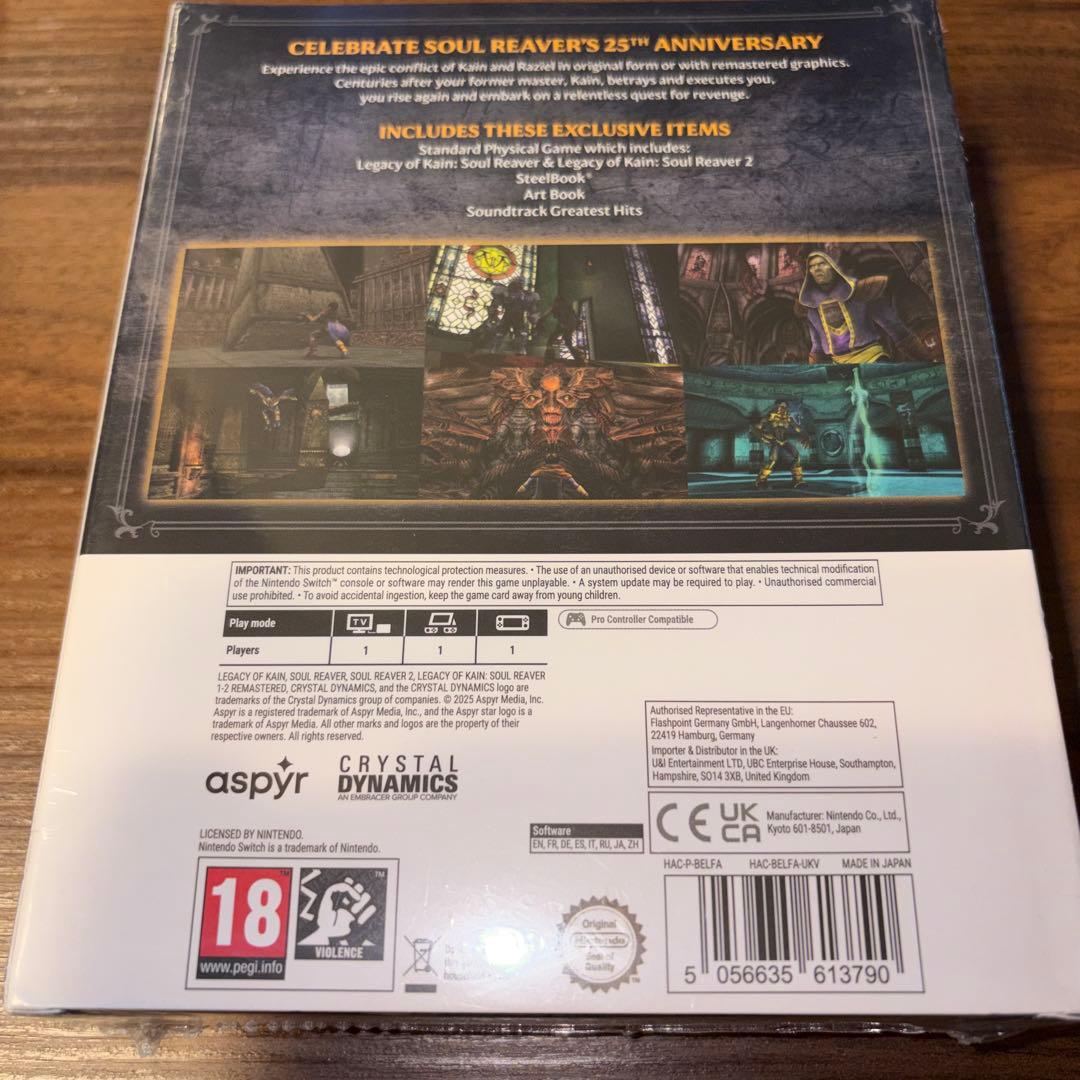 CELEBRATE SOUL REAVER'S 25TH ANNIVERSARY
Experience the epic conflict of Kain and Raziel in original form or with remastered graphics.
Centuries after your former master, Kain, betrays and executes you,
you rise again and embark on a relentless quest for revenge.
INCLUDES THESE EXCLUSIVE ITEMS
Standard Physical Game which includes:
Legacy of Kain: Soul Reaver & Legacy of Kain: Soul Reaver 2
SteelBook®
Art Book
Soundtrack Greatest Hits
IMPORTANT: This product contains technological protection measures. • The use of an unauthorised device or software that enables technical modification
of the Nintendo Switch™ console or software may render this game unplayable. • A system update may be required to play. • Unauthorised commercial
use prohibited. • To avoid accidental ingestion, keep the game card away from young children.
Play mode TV
Players 1 1 1
Pro Controller Compatible
LEGACY OF KAIN, SOUL REAVER, SOUL REAVER 2, LEGACY OF KAIN: SOUL REAVER
1-2 REMASTERED, CRYSTAL DYNAMICS, and the CRYSTAL DYNAMICS logo are
trademarks of the Crystal Dynamics group of companies. © 2025 Aspyr Media, Inc.
Aspyr is a registered trademark of Aspyr Media, Inc., and the Aspyr star logo is a
trademark of Aspyr Media. All other marks and logos are the property of their
respective owners. All rights reserved.
Authorised Representative in the EU:
Flashpoint Germany GmbH, Langenhorner Chaussee 602,
22419 Hamburg, Germany
Importer & Distributor in the UK:
U&I Entertainment LTD, UBC Enterprise House, Southampton,
Hampshire, SO14 3XB, United Kingdom
aspyr
CRYSTAL
DYNAMICS
AN EMBRACER GROUP COMPANY
CE UK
CA
Manufacturer: Nintendo Co., Ltd.,
Kyoto 601-8501, Japan
LICENSED BY NINTENDO.
Nintendo Switch is a trademark of Nintendo.
Software
EN, FR, DE, ES, IT, RU, JA, ZH
HAC-P-BELFA HAC-BELFA-UKV MADE IN JAPAN
18™
www.pegi.info
™
VIOLENCE
Original
Nintendo
Seal of
Quality
™
5 056635 613790